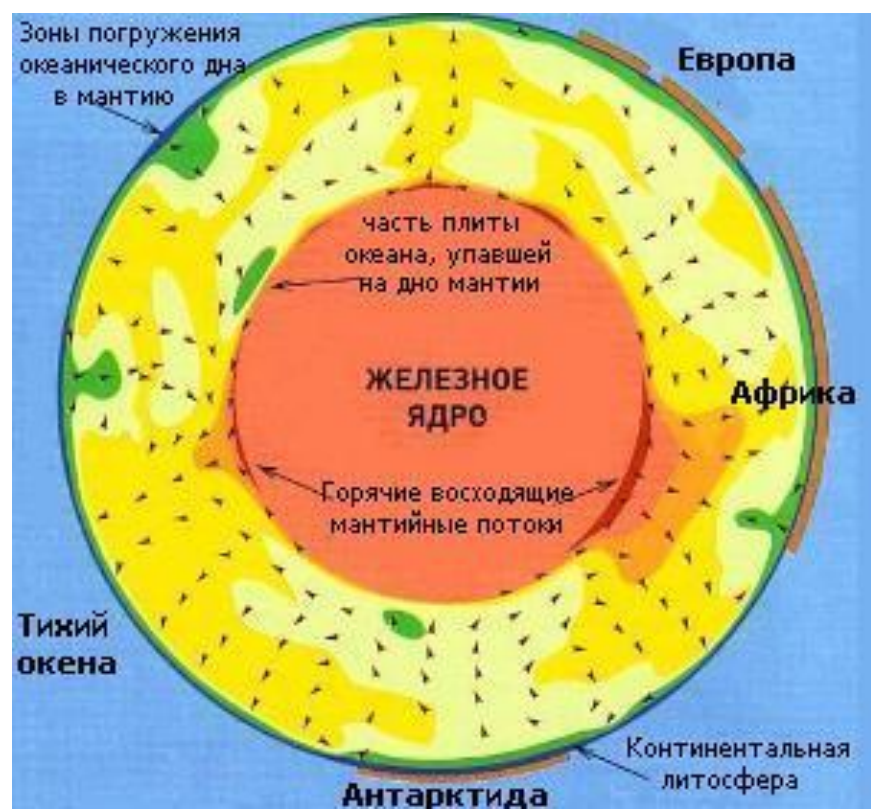 Зоны погружения
океанического дна
в мантию
Европа
часть плиты
океана, упавшей
на дно мантии
ЖЕЛЕЗНОЕ
ЯДРО
Африка
Горячие восходящие
мантийные потоки
Тихий
окена
Континентальная
литосфера
Антарктида